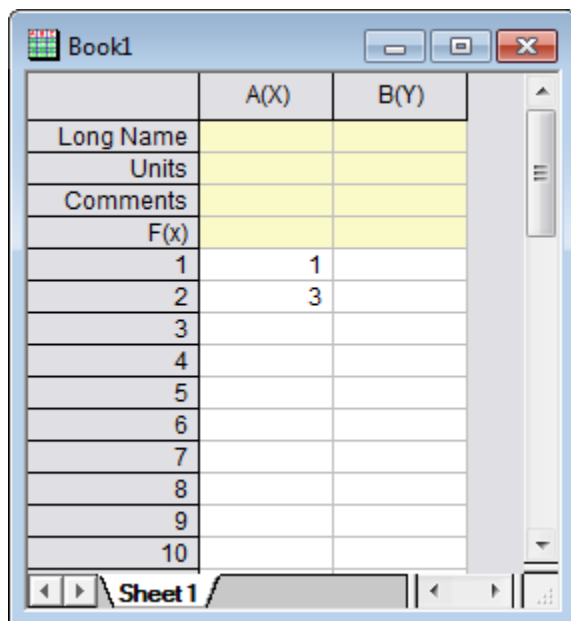 Book1
A(X) B(Y)
Long Name
Units
Comments
F(x)
1 1
2 3
3
4
5
6
7
8
9
10
Sheet1